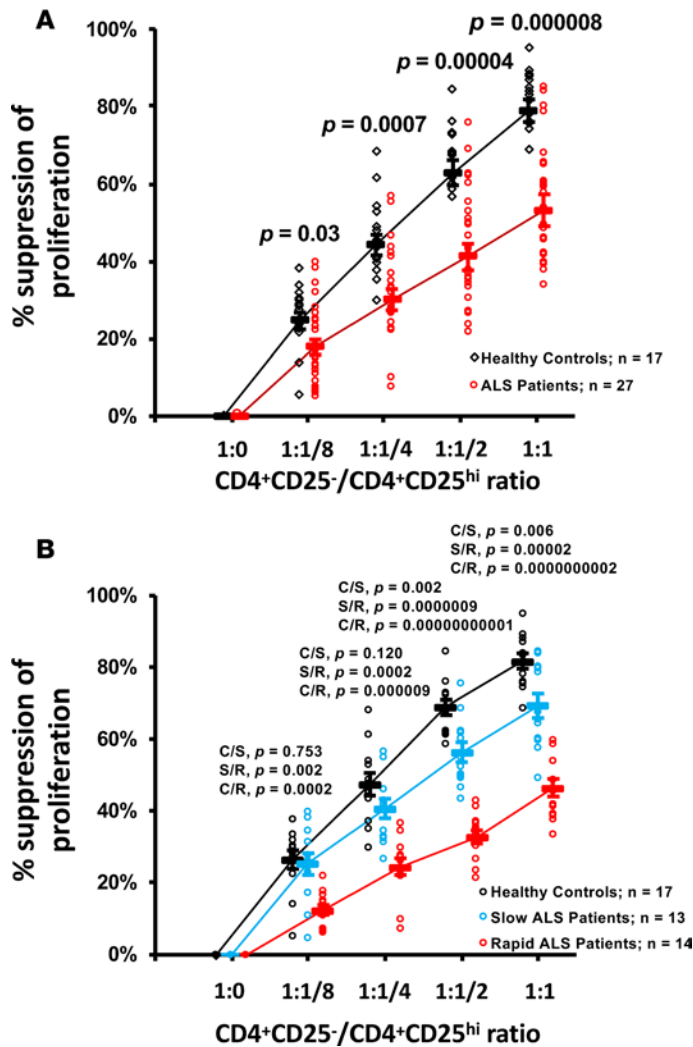 A
100%
80%
60%
40%
20%
0%
% suppression of
proliferation
p = 0.03
p = 0.0007
p = 0.00004
p = 0.000008
Healthy Controls; n = 17
ALS Patients; n = 27
1:0 1:1/8 1:1/4 1:1/2 1:1
CD4⁺CD25⁻/CD4⁺CD25ʰⁱ ratio
B
100%
80%
60%
40%
20%
0%
% suppression of
proliferation
C/S, p = 0.753
S/R, p = 0.002
C/R, p = 0.0002
C/S, p = 0.120
S/R, p = 0.0002
C/R, p = 0.000009
C/S, p = 0.002
S/R, p = 0.0000009
C/R, p = 0.00000000001
C/S, p = 0.006
S/R, p = 0.00002
C/R, p = 0.0000000002
Healthy Controls; n = 17
Slow ALS Patients; n = 13
Rapid ALS Patients; n = 14
1:0 1:1/8 1:1/4 1:1/2 1:1
CD4⁺CD25⁻/CD4⁺CD25ʰⁱ ratio